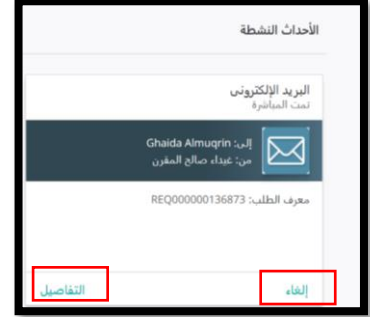 الأحداث النشطة
البريد الإلكتروني
تمت المباشرة
إلى: Ghaida Almuqrin
من: غيداء صالح المقرن
معرف الطلب: REQ000000136873
إلغاء
التفاصيل